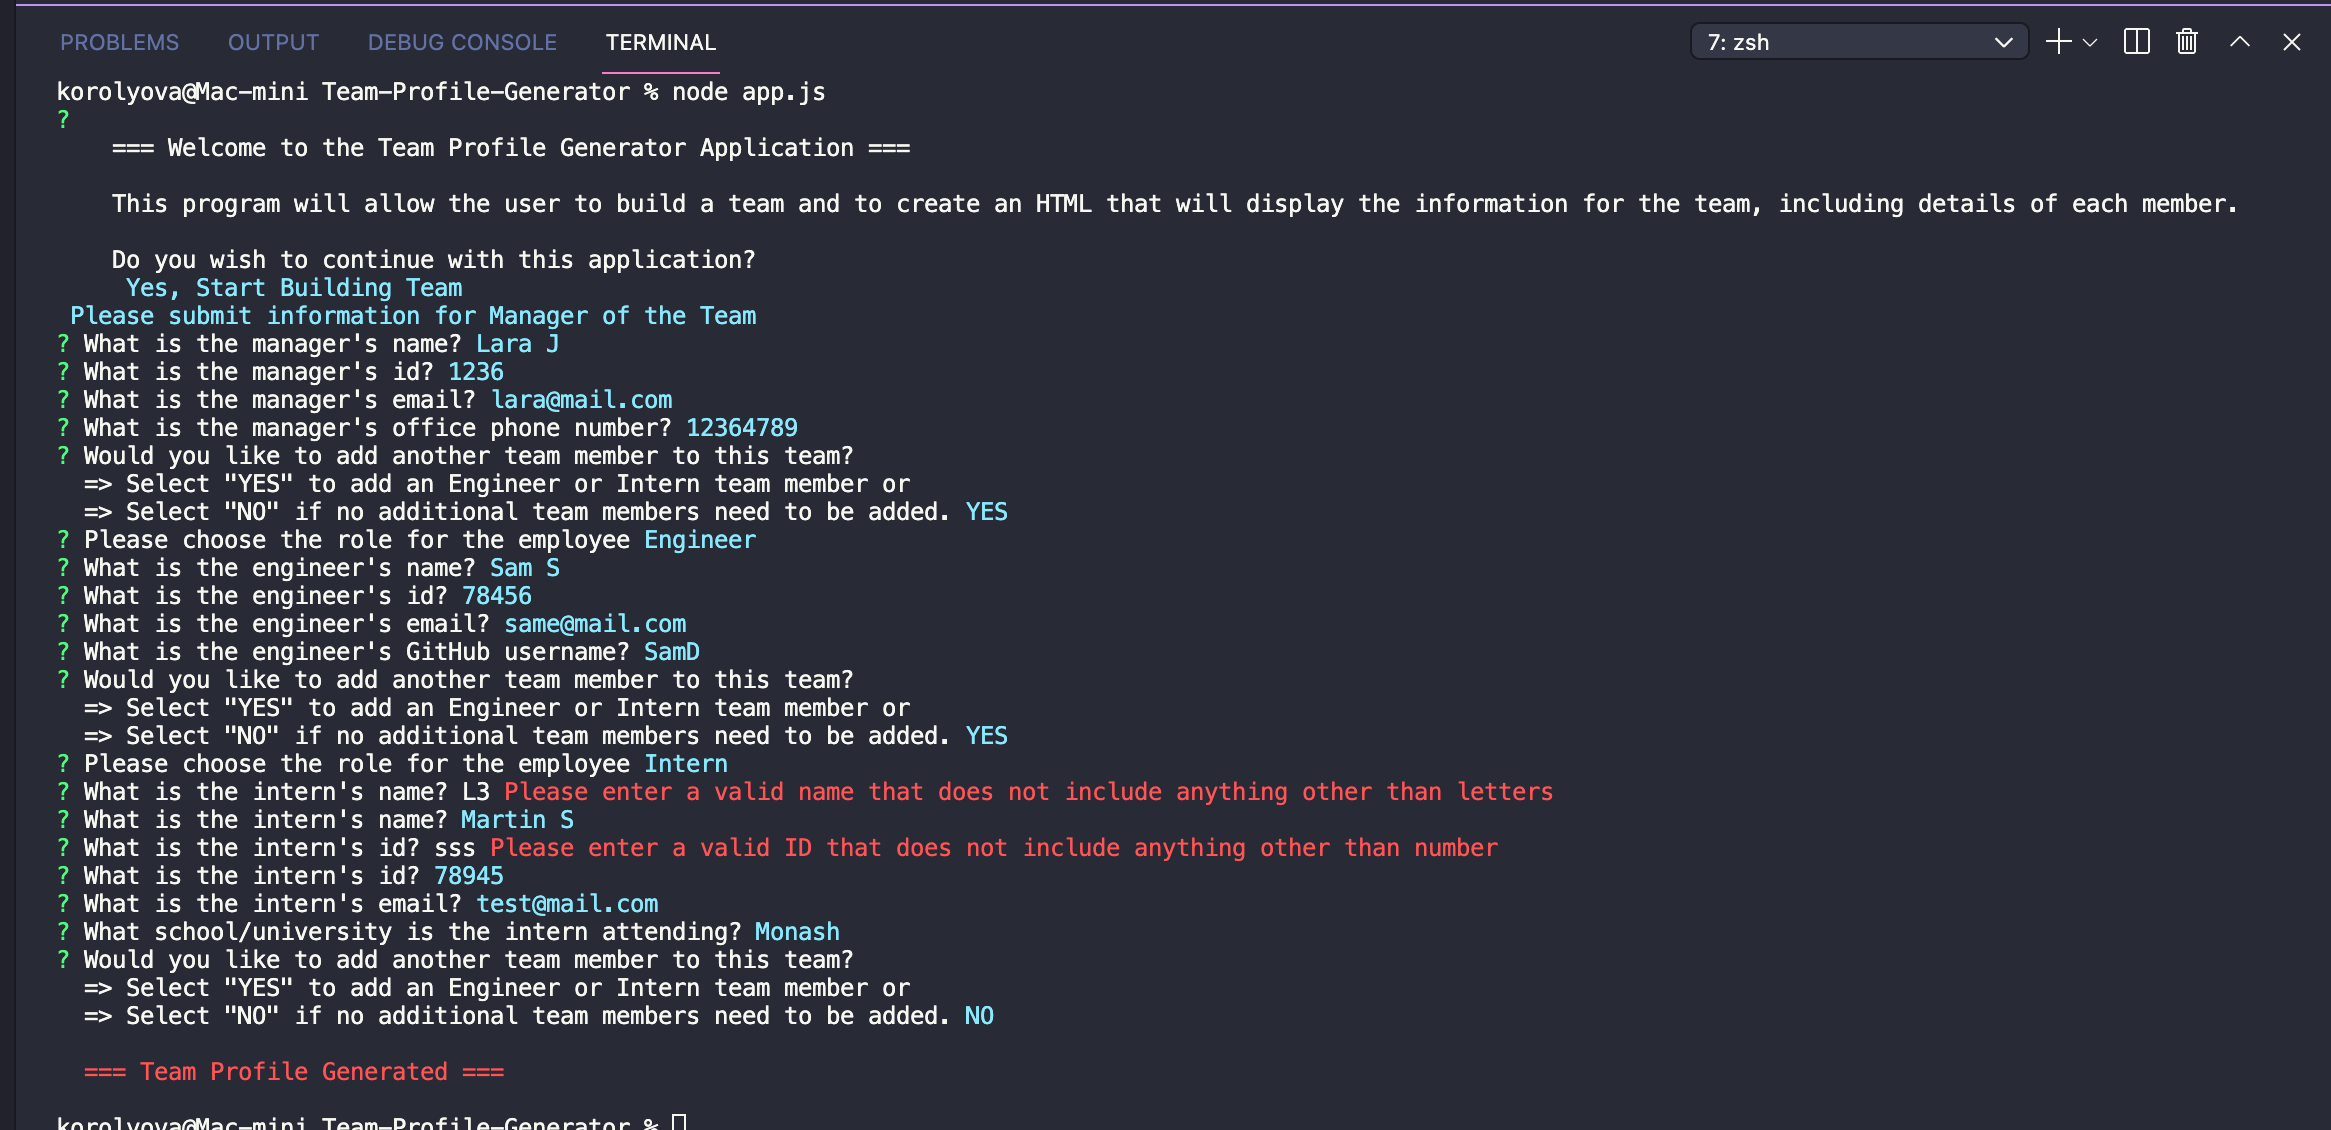 PROBLEMS OUTPUT DEBUG CONSOLE TERMINAL 7: zsh
korolyova@Mac-mini Team-Profile-Generator % node app.js
?
=== Welcome to the Team Profile Generator Application ===
This program will allow the user to build a team and to create an HTML that will display the information for the team, including details of each member.
Do you wish to continue with this application?
Yes, Start Building Team
Please submit information for Manager of the Team
? What is the manager's name? Lara J
? What is the manager's id? 1236
? What is the manager's email? lara@mail.com
? What is the manager's office phone number? 12364789
? Would you like to add another team member to this team?
=> Select "YES" to add an Engineer or Intern team member or
=> Select "NO" if no additional team members need to be added. YES
? Please choose the role for the employee Engineer
? What is the engineer's name? Sam S
? What is the engineer's id? 78456
? What is the engineer's email? same@mail.com
? What is the engineer's GitHub username? SamD
? Would you like to add another team member to this team?
=> Select "YES" to add an Engineer or Intern team member or
=> Select "NO" if no additional team members need to be added. YES
? Please choose the role for the employee Intern
? What is the intern's name? L3 Please enter a valid name that does not include anything other than letters
? What is the intern's name? Martin S
? What is the intern's id? sss Please enter a valid ID that does not include anything other than number
? What is the intern's id? 78945
? What is the intern's email? test@mail.com
? What school/university is the intern attending? Monash
? Would you like to add another team member to this team?
=> Select "YES" to add an Engineer or Intern team member or
=> Select "NO" if no additional team members need to be added. NO
=== Team Profile Generated ===
korolyova@Mac-mini Team-Profile-Generator %